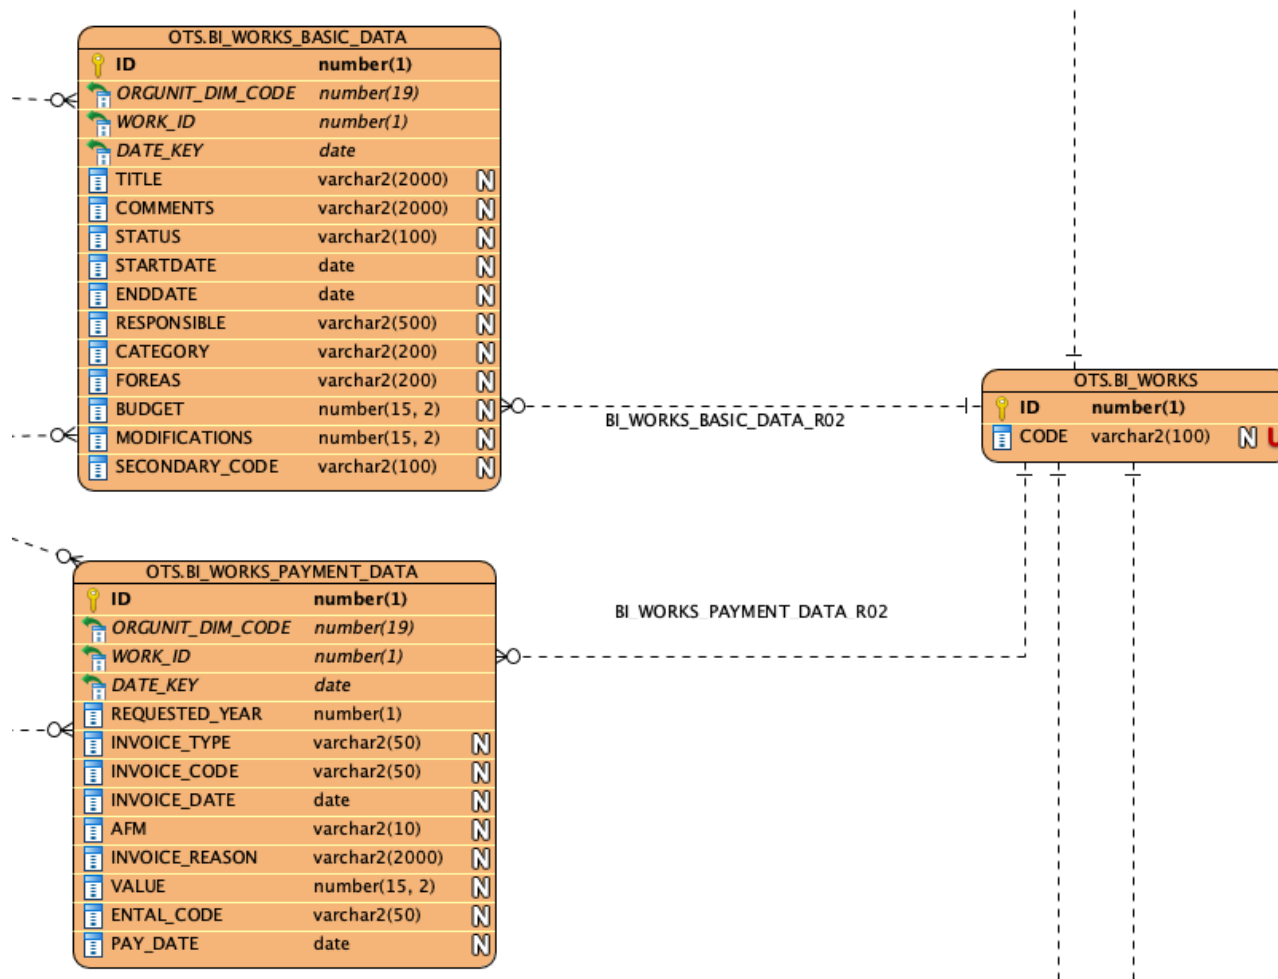 OTS.BI_WORKS_BASIC_DATA
ID number(1)
ORGUNIT_DIM_CODE number(19)
WORK_ID number(1)
DATE_KEY date
TITLE varchar2(2000) N
COMMENTS varchar2(2000) N
STATUS varchar2(100) N
STARTDATE date N
ENDDATE date N
RESPONSIBLE varchar2(500) N
CATEGORY varchar2(200) N
FOREAS varchar2(200) N
BUDGET number(15, 2) N
MODIFICATIONS number(15, 2) N
SECONDARY_CODE varchar2(100) N
BI_WORKS_BASIC_DATA_R02
OTS.BI_WORKS
ID number(1)
CODE varchar2(100) N U
OTS.BI_WORKS_PAYMENT_DATA
ID number(1)
ORGUNIT_DIM_CODE number(19)
WORK_ID number(1)
DATE_KEY date
REQUESTED_YEAR number(1)
INVOICE_TYPE varchar2(50) N
INVOICE_CODE varchar2(50) N
INVOICE_DATE date N
AFM varchar2(10) N
INVOICE_REASON varchar2(2000) N
VALUE number(15, 2) N
ENTAL_CODE varchar2(50) N
PAY_DATE date N
BI_WORKS_PAYMENT_DATA_R02